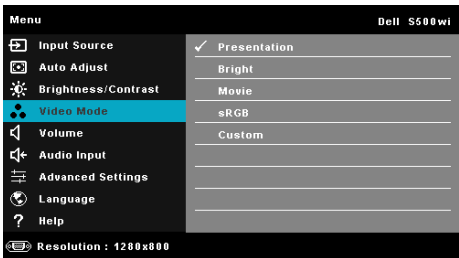 Menu
Dell S500wi
Input Source
Auto Adjust
Brightness/Contrast
Video Mode
Volume
Audio Input
Advanced Settings
Language
? Help
Presentation
Bright
Movie
sRGB
Custom
Resolution : 1280x800